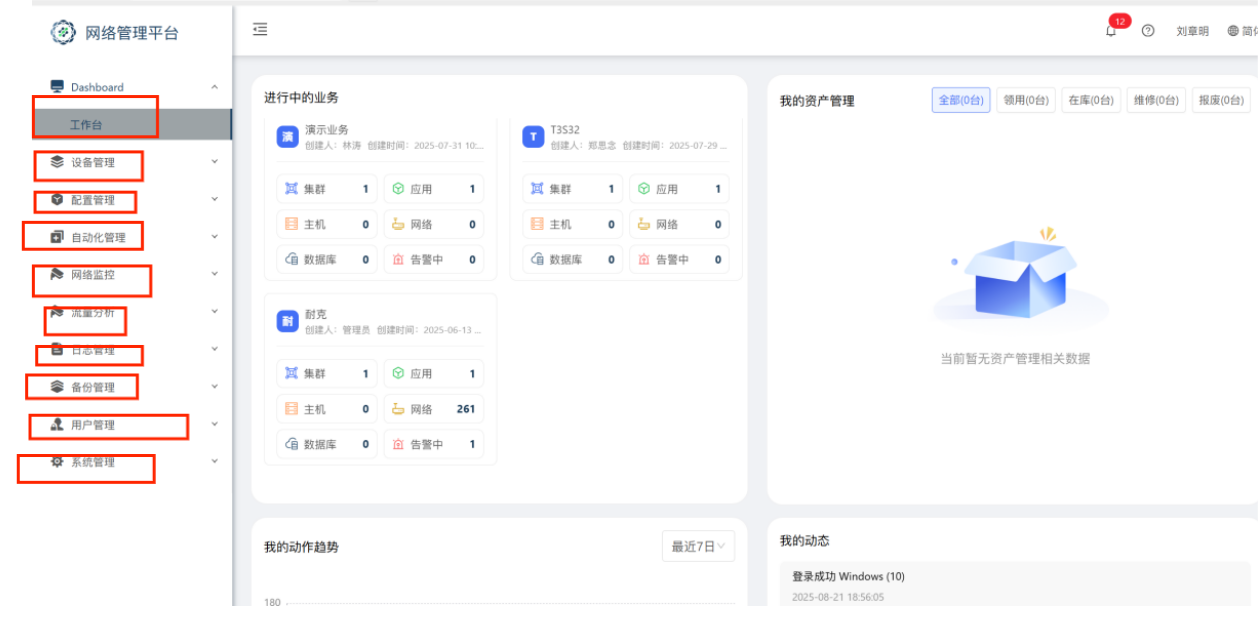 网络管理平台
12
刘章明
简体
Dashboard
工作台
设备管理
配置管理
自动化管理
网络监控
流量分析
日志管理
备份管理
用户管理
系统管理
进行中的业务
演 演示业务
创建人：林涛 创建时间：2025-07-31 10:...
集群 1 应用 1
主机 0 网络 0
数据库 0 告警中 0
T T3S32
创建人：郑思念 创建时间：2025-07-29 ...
集群 1 应用 1
主机 0 网络 0
数据库 0 告警中 0
耐 耐克
创建人：管理员 创建时间：2025-06-13 ...
集群 1 应用 1
主机 0 网络 261
数据库 0 告警中 1
我的资产管理
全部(0台) 领用(0台) 在库(0台) 维修(0台) 报废(0台)
当前暂无资产管理相关数据
我的动作趋势
最近7日
180
我的动态
登录成功 Windows (10)
2025-08-21 18:56:05